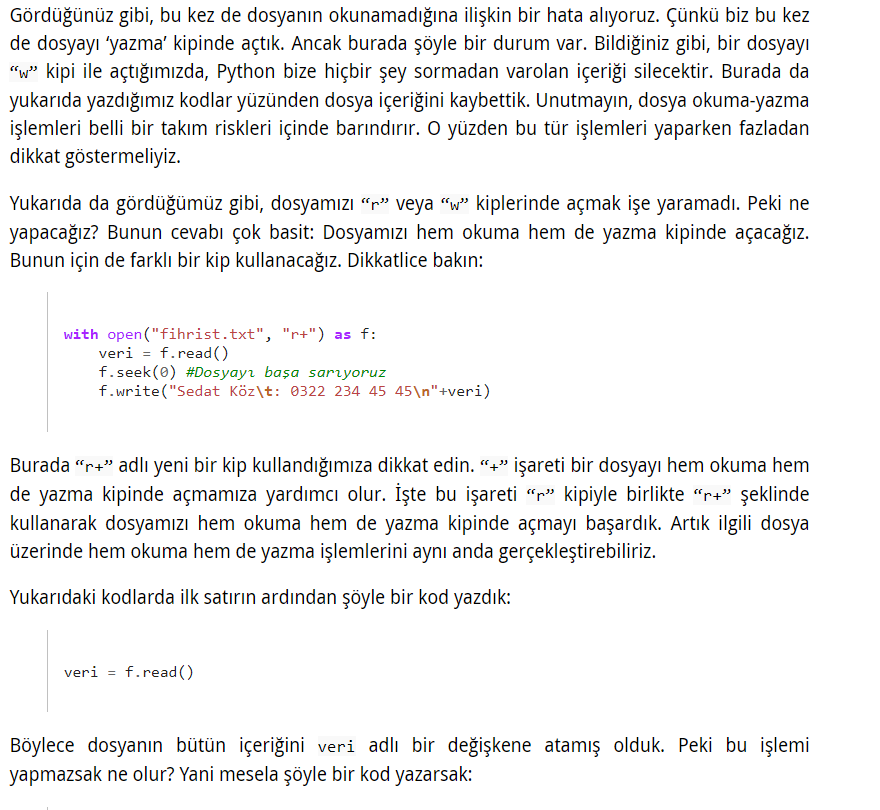 Gördüğünüz gibi, bu kez de dosyanın okunamadığına ilişkin bir hata alıyoruz. Çünkü biz bu kez
de dosyayı ‘yazma’ kipinde açtık. Ancak burada şöyle bir durum var. Bildiğiniz gibi, bir dosyayı
“w” kipi ile açtığımızda, Python bize hiçbir şey sormadan varolan içeriği silecektir. Burada da
yukarıda yazdığımız kodlar yüzünden dosya içeriğini kaybettik. Unutmayın, dosya okuma-yazma
işlemleri belli bir takım riskleri içinde barındırır. O yüzden bu tür işlemleri yaparken fazladan
dikkat göstermeliyiz.
Yukarıda da gördüğümüz gibi, dosyamızı “r” veya “w” kiplerinde açmak işe yaramadı. Peki ne
yapacağız? Bunun cevabı çok basit: Dosyamızı hem okuma hem de yazma kipinde açacağız.
Bunun için de farklı bir kip kullanacağız. Dikkatlice bakın:
with open("fihrist.txt", "r+") as f:
    veri = f.read()
    f.seek(0) #Dosyayı başa sarıyoruz
    f.write("Sedat Köz\t: 0322 234 45 45\n"+veri)
Burada “r+” adlı yeni bir kip kullandığımıza dikkat edin. “+” işareti bir dosyayı hem okuma hem
de yazma kipinde açmamıza yardımcı olur. İşte bu işareti “r” kipiyle birlikte “r+” şeklinde
kullanarak dosyamızı hem okuma hem de yazma kipinde açmayı başardık. Artık ilgili dosya
üzerinde hem okuma hem de yazma işlemlerini aynı anda gerçekleştirebiliriz.
Yukarıdaki kodlarda ilk satırın ardından şöyle bir kod yazdık:
veri = f.read()
Böylece dosyanın bütün içeriğini veri adlı bir değişkene atamış olduk. Peki bu işlemi
yapmazsak ne olur? Yani mesela şöyle bir kod yazarsak: